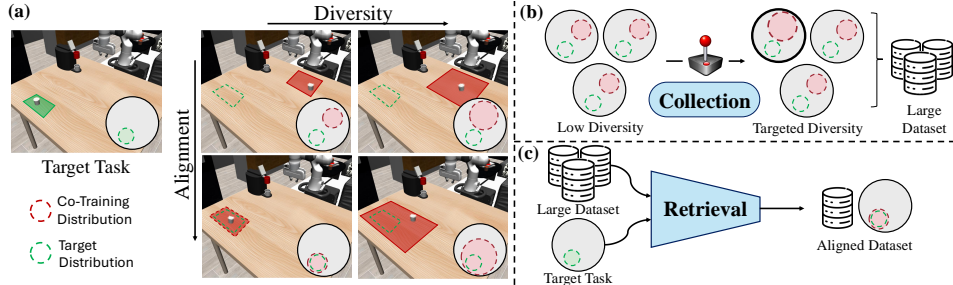 (a)
Diversity
Alignment
Target Task
Co-Training
Distribution
Target
Distribution
(b)
Low Diversity
Collection
Targeted Diversity
Large
Dataset
(c)
Large Dataset
Target Task
Retrieval
Aligned Dataset